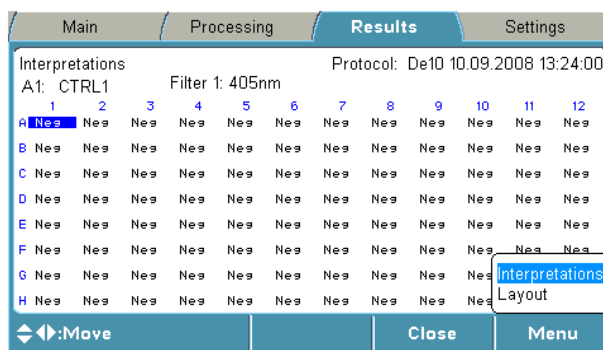 Main Processing Results Settings
Interpretations Protocol: De10 10.09.2008 13:24:00
A1: CTRL1 Filter 1: 405nm
1 2 3 4 5 6 7 8 9 10 11 12
A Neg Neg Neg Neg Neg Neg Neg Neg Neg Neg Neg Neg
B Neg Neg Neg Neg Neg Neg Neg Neg Neg Neg Neg Neg
C Neg Neg Neg Neg Neg Neg Neg Neg Neg Neg Neg Neg
D Neg Neg Neg Neg Neg Neg Neg Neg Neg Neg Neg Neg
E Neg Neg Neg Neg Neg Neg Neg Neg Neg Neg Neg Neg
F Neg Neg Neg Neg Neg Neg Neg Neg Neg Neg Neg Neg
G Neg Neg Neg Neg Neg Neg Neg Neg Neg Neg Interpretations
H Neg Neg Neg Neg Neg Neg Neg Neg Neg Neg Layout
:Move Close Menu